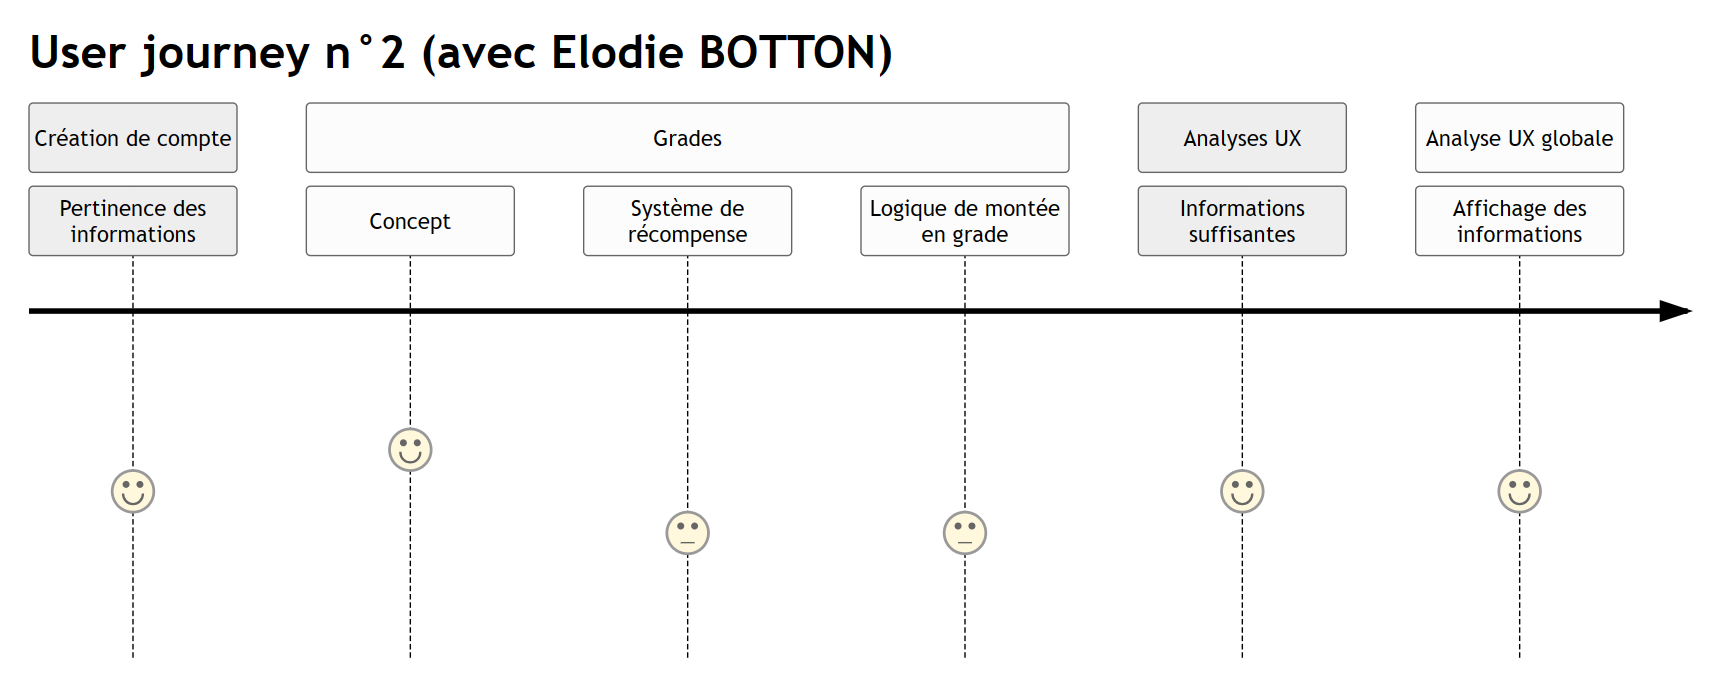 User journey n°2 (avec Elodie BOTTON)
Création de compte
Grades
Analyses UX
Analyse UX globale
Pertinence des
informations
Concept
Système de
récompense
Logique de montée
en grade
Informations
suffisantes
Affichage des
informations